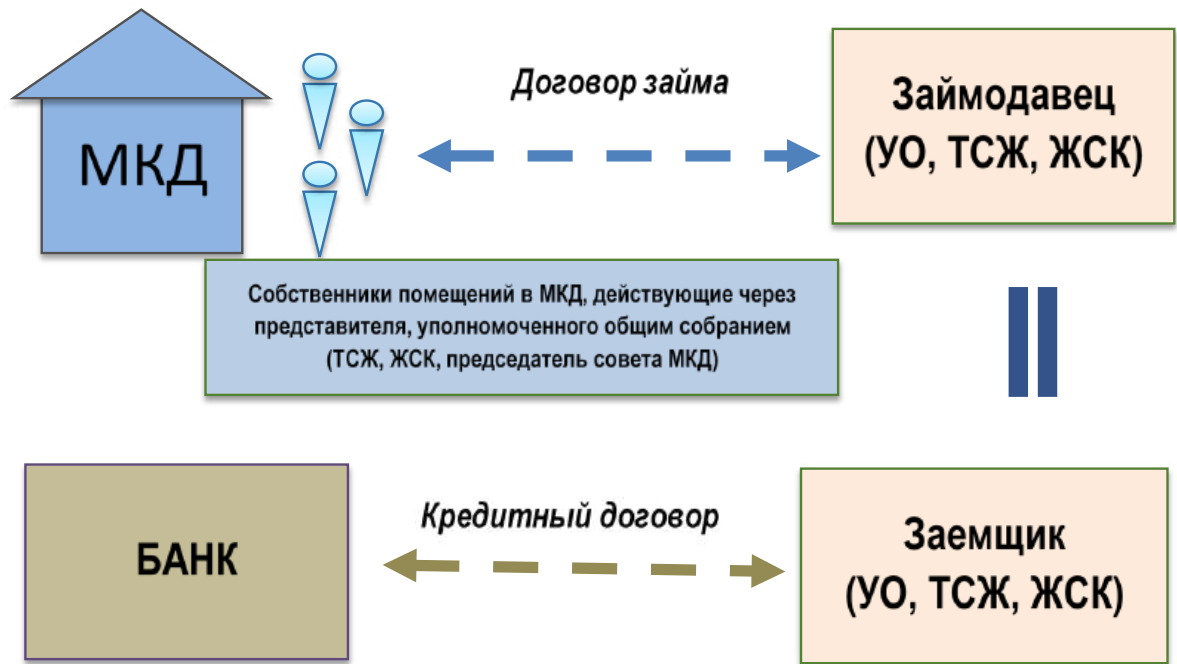 Договор займа
Займодавец
(УО, ТСЖ, ЖСК)
МКД
Собственники помещений в МКД, действующие через
представителя, уполномоченного общим собранием
(ТСЖ, ЖСК, председатель совета МКД)
Кредитный договор
БАНК
Заемщик
(УО, ТСЖ, ЖСК)